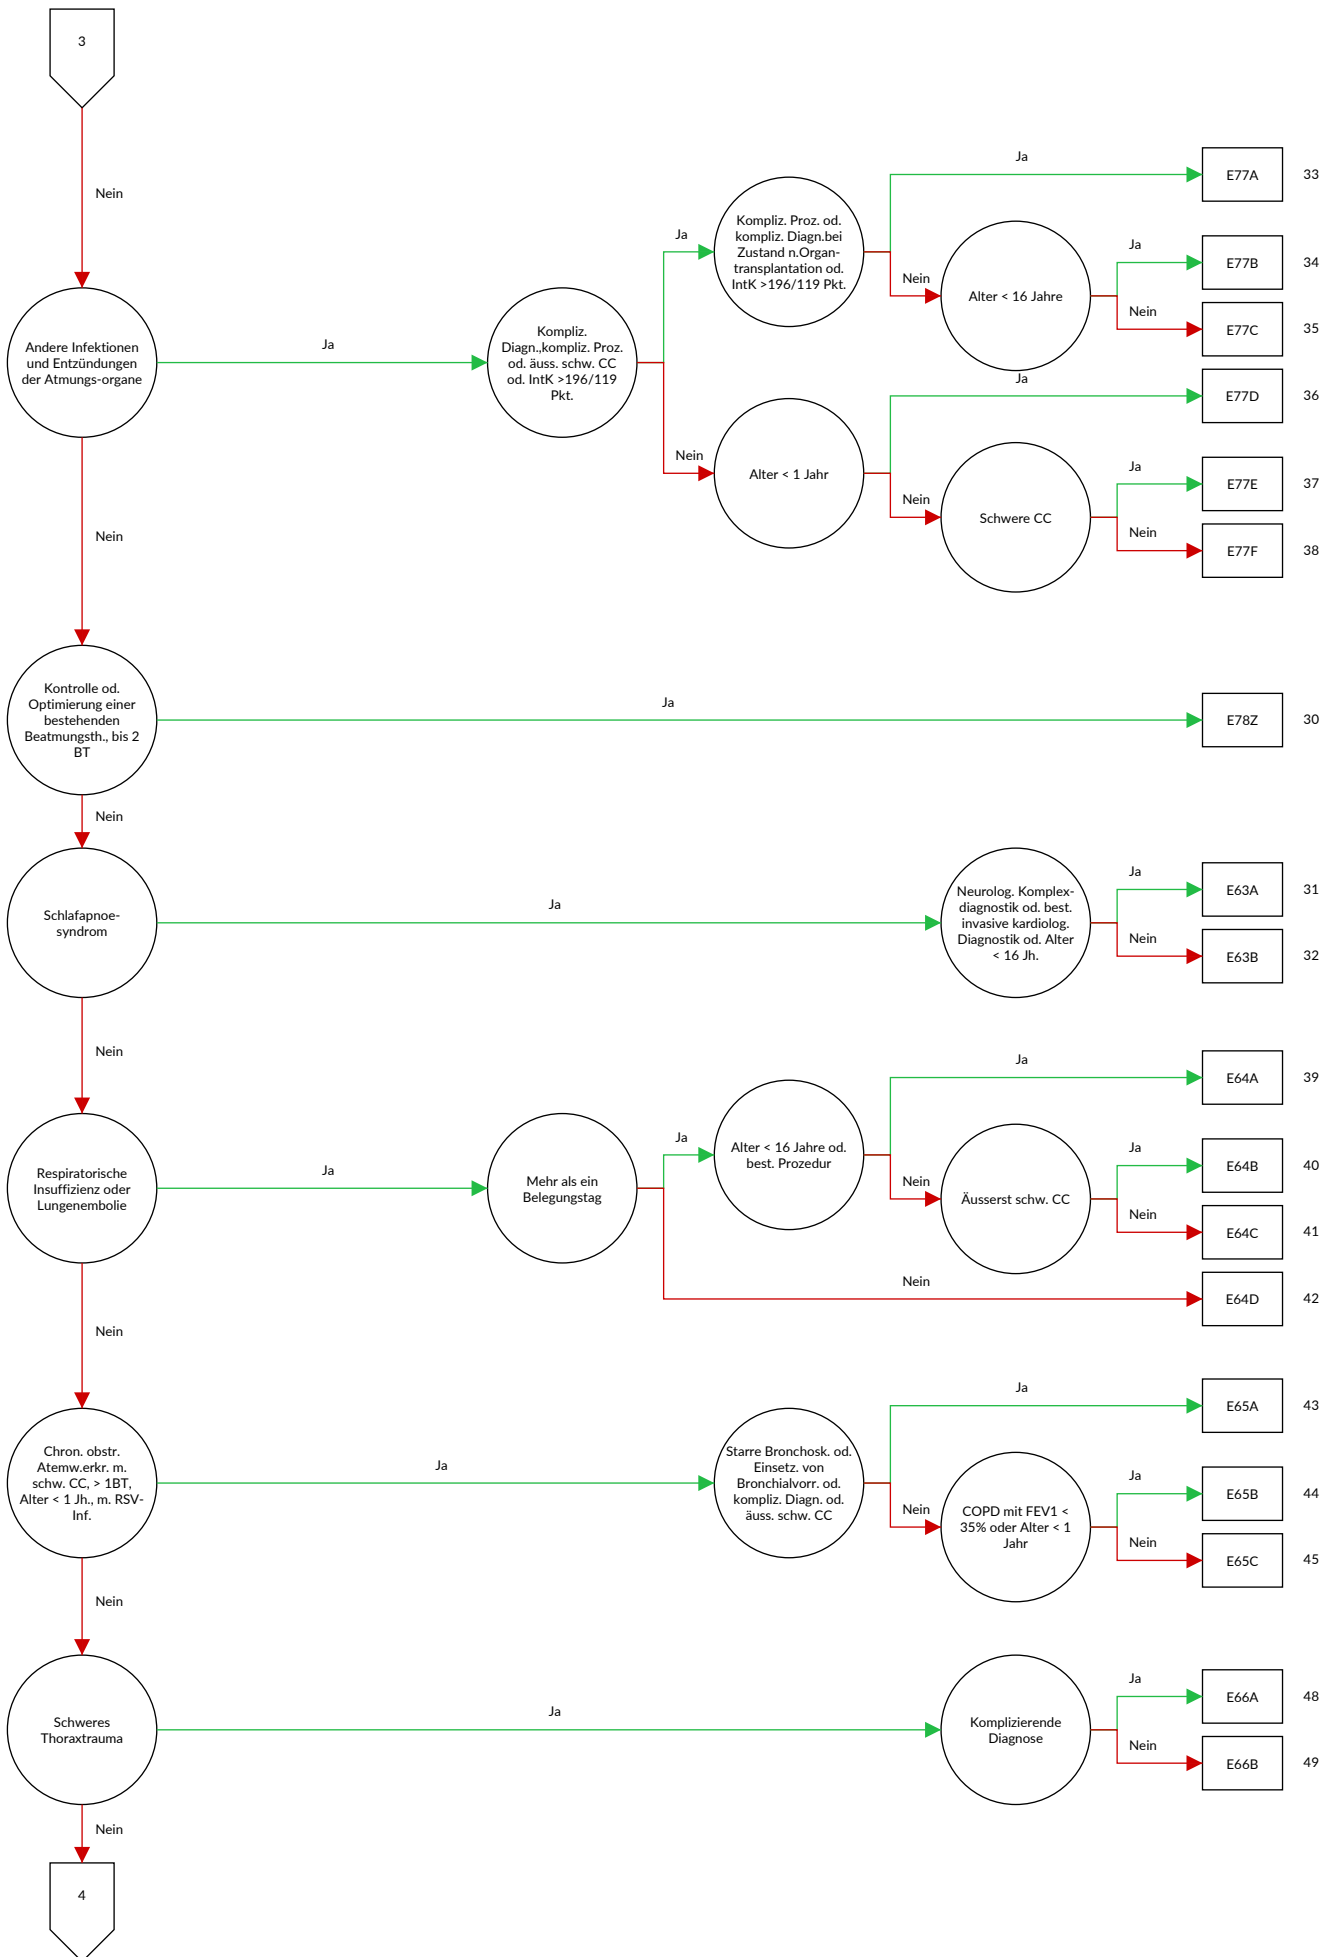 3
Nein
Andere Infektionen
und Entzündungen
der Atmungs-organe
Ja
Kompliz.
Diagn.,kompliz. Proz.
od. äuss. schw. CC
od. IntK >196/119
Pkt.
Ja
Kompliz. Proz. od.
kompliz. Diagn.bei
Zustand n.Organ-
transplantation od.
IntK >196/119 Pkt.
Ja
E77A
33
Nein
Alter < 16 Jahre
Ja
E77B
34
Nein
E77C
35
Nein
Alter < 1 Jahr
Ja
E77D
36
Nein
Schwere CC
Ja
E77E
37
Nein
E77F
38
Nein
Kontrolle od.
Optimierung einer
bestehenden
Beatmungsth., bis 2
BT
Ja
E78Z
30
Nein
Schlafapnoe-
syndrom
Ja
Neurolog. Komplex-
diagnostik od. best.
invasive kardiolog.
Diagnostik od. Alter
< 16 Jh.
Ja
E63A
31
Nein
E63B
32
Nein
Respiratorische
Insuffizienz oder
Lungenembolie
Ja
Mehr als ein
Belegungstag
Ja
Alter < 16 Jahre od.
best. Prozedur
Ja
E64A
39
Nein
Äusserst schw. CC
Ja
E64B
40
Nein
E64C
41
Nein
E64D
42
Nein
Chron. obstr.
Atemw.erkr. m.
schw. CC, > 1BT,
Alter < 1 Jh., m. RSV-
Inf.
Ja
Starre Bronchosk. od.
Einsetz. von
Bronchialvorr. od.
kompliz. Diagn. od.
äuss. schw. CC
Ja
E65A
43
Nein
COPD mit FEV1 <
35% oder Alter < 1
Jahr
Ja
E65B
44
Nein
E65C
45
Nein
Schweres
Thoraxtrauma
Ja
Komplizierende
Diagnose
Ja
E66A
48
Nein
E66B
49
Nein
4